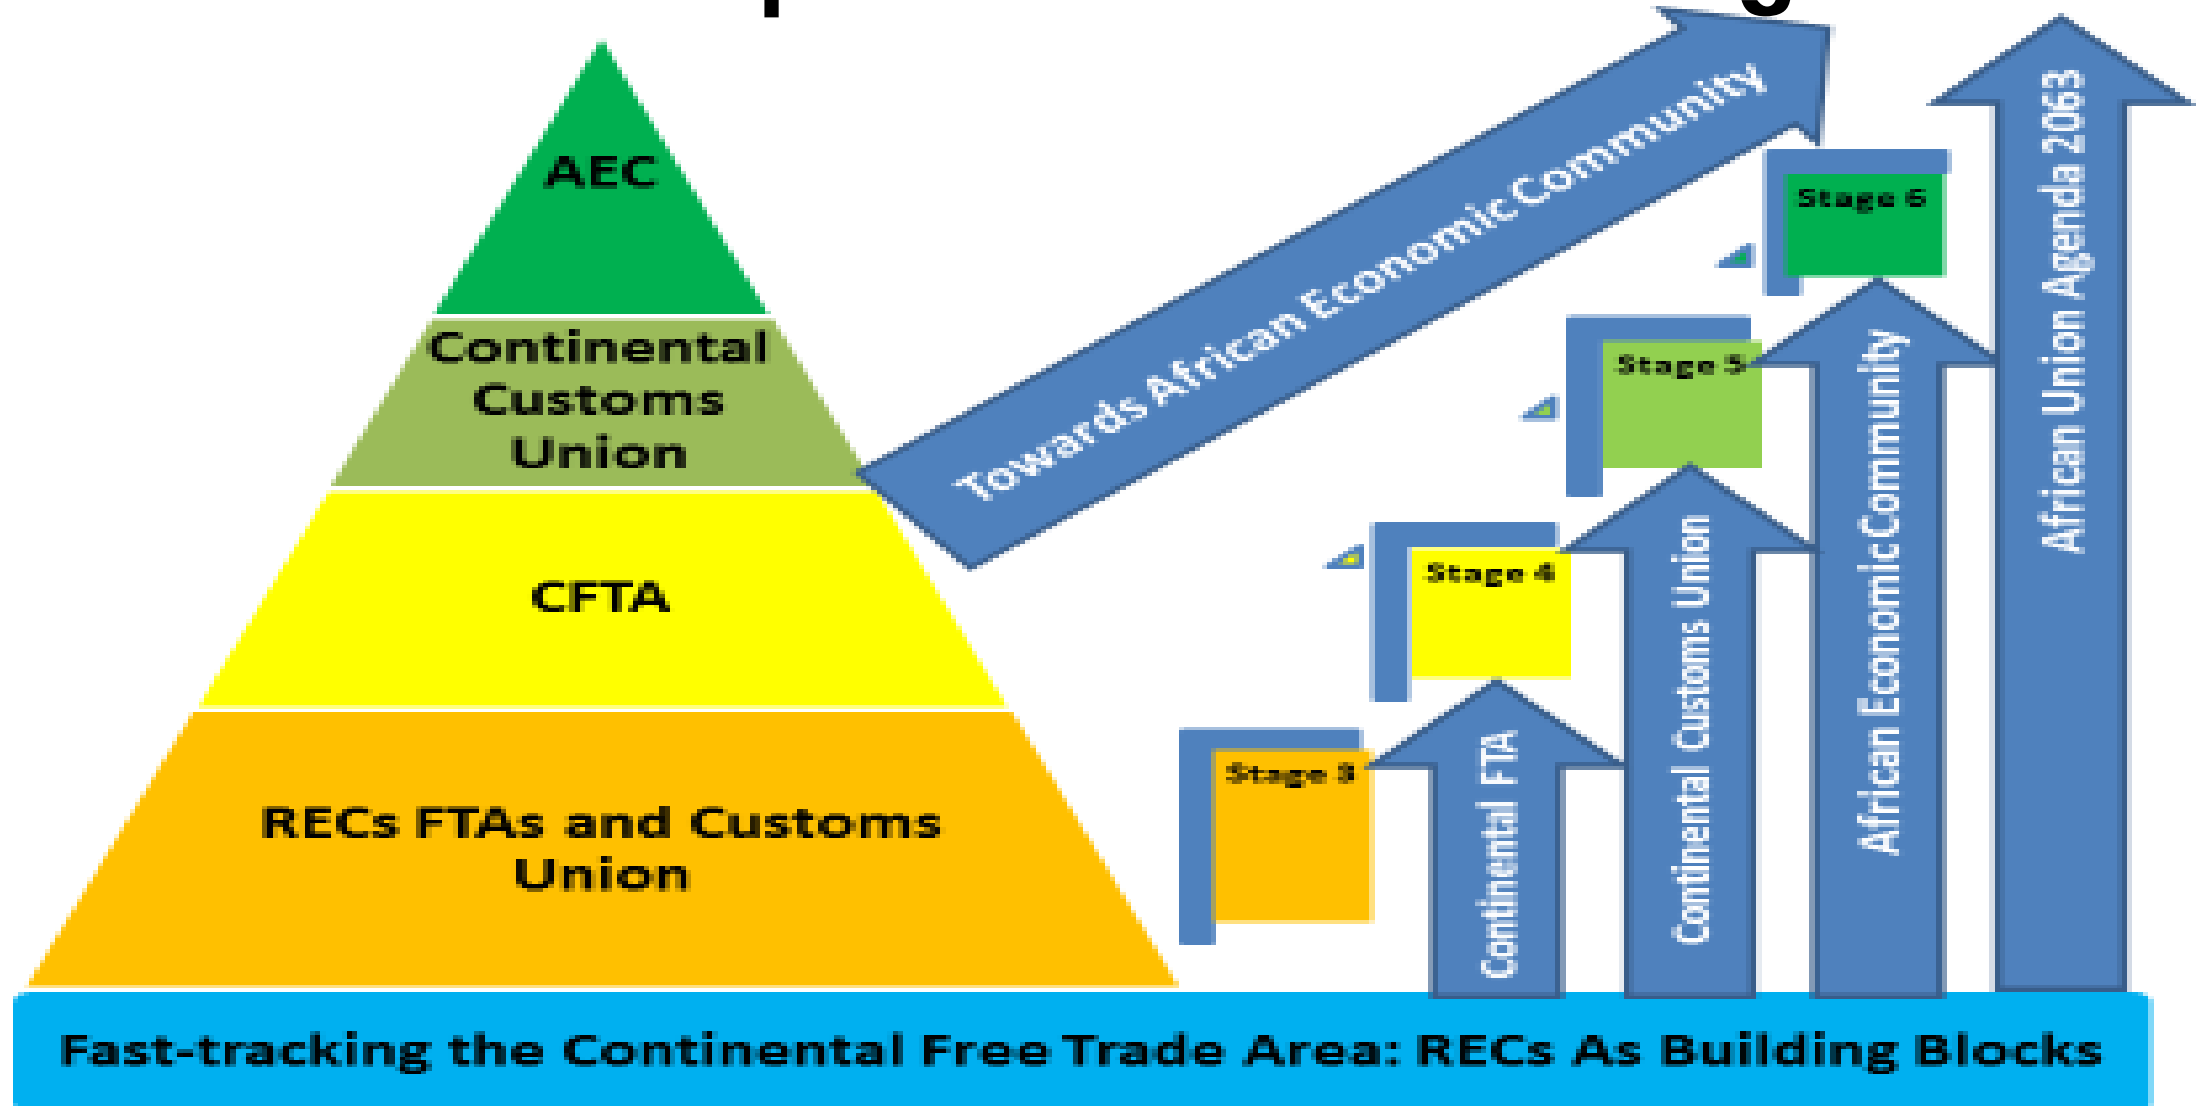 AEC
Continental
Customs
Union
CFTA
RECs FTAs and Customs
Union
Towards African Economic Community
Stage 3
Stage 4
Stage 5
Stage 6
Continental FTA
Continental Customs Union
African Economic Community
African Union Agenda 2063
Fast-tracking the Continental Free Trade Area: RECs As Building Blocks